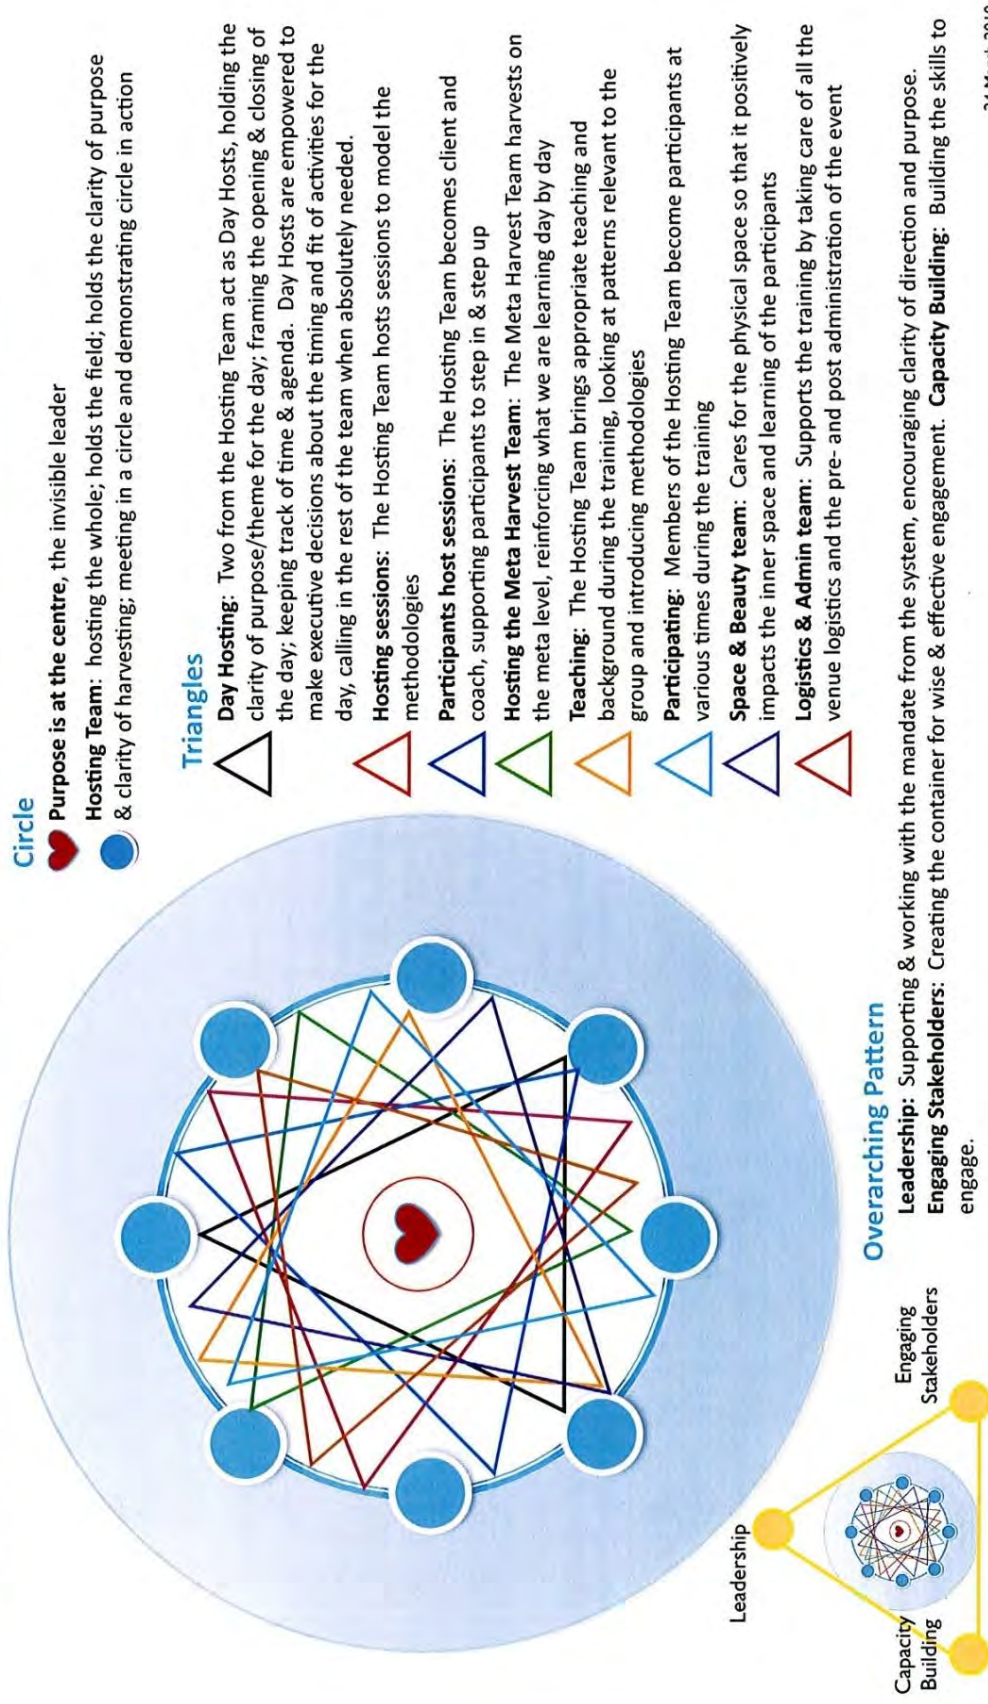 Circle
Purpose is at the centre, the invisible leader
Hosting Team: hosting the whole; holds the field; holds the clarity of purpose
& clarity of harvesting; meeting in a circle and demonstrating circle in action
Triangles
Day Hosting: Two from the Hosting Team act as Day Hosts, holding the
clarity of purpose/theme for the day; framing the opening & closing of
the day; keeping track of time & agenda. Day Hosts are empowered to
make executive decisions about the timing and fit of activities for the
day, calling in the rest of the team when absolutely needed.
Hosting sessions: The Hosting Team hosts sessions to model the
methodologies
Participants host sessions: The Hosting Team becomes client and
coach, supporting participants to step in & step up
Hosting the Meta Harvest Team: The Meta Harvest Team harvests on
the meta level, reinforcing what we are learning day by day
Teaching: The Hosting Team brings appropriate teaching and
background during the training, looking at patterns relevant to the
group and introducing methodologies
Participating: Members of the Hosting Team become participants at
various times during the training
Space & Beauty team: Cares for the physical space so that it positively
impacts the inner space and learning of the participants
Logistics & Admin team: Supports the training by taking care of all the
venue logistics and the pre- and post administration of the event
Leadership
Capacity
Building
Engaging
Stakeholders
Overarching Pattern
Leadership: Supporting & working with the mandate from the system, encouraging clarity of direction and purpose.
Engaging Stakeholders: Creating the container for wise & effective engagement. Capacity Building: Building the skills to
engage.